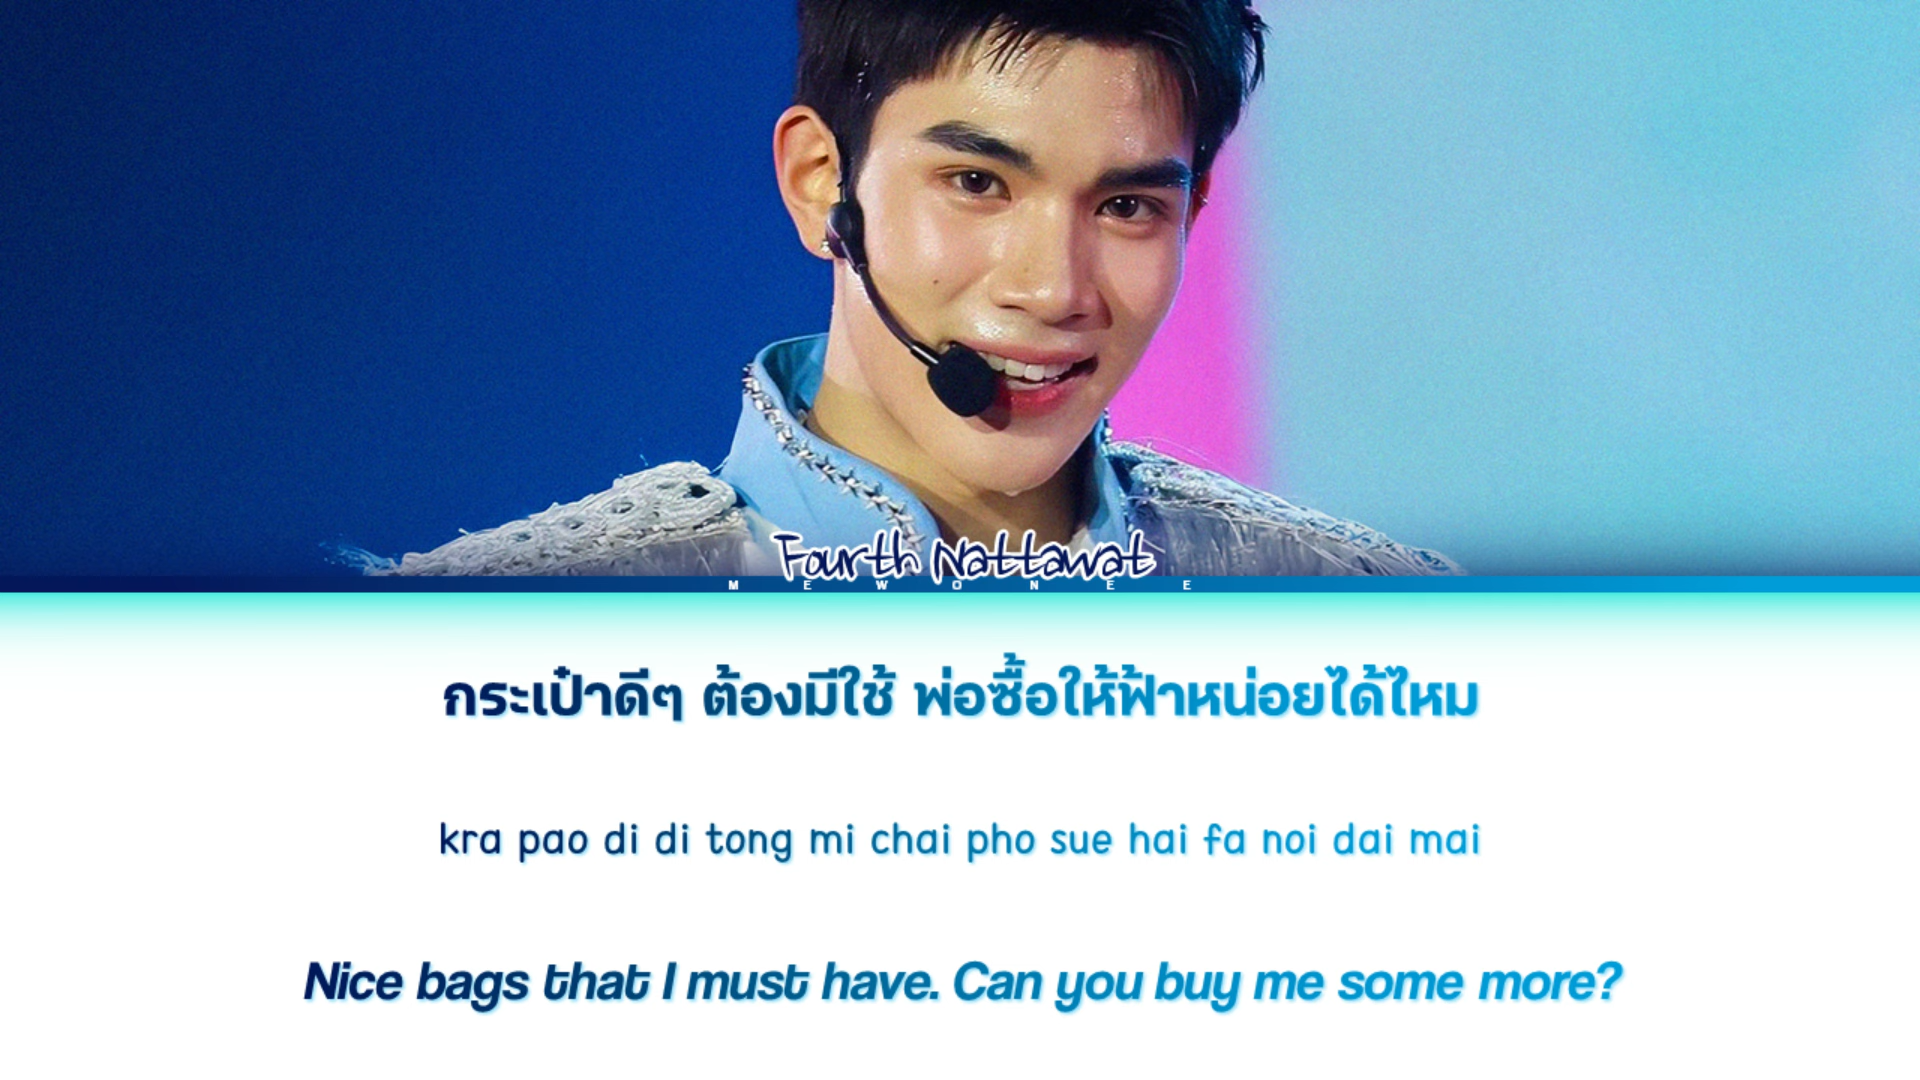 Fourth Nattawat
MEWONEE
กระเป๋าดีๆ ต้องมีใช้ พ่อซื้อให้ฟ้าหน่อยได้ไหม
kra pao di di tong mi chai pho sue hai fa noi dai mai
Nice bags that I must have. Can you buy me some more?